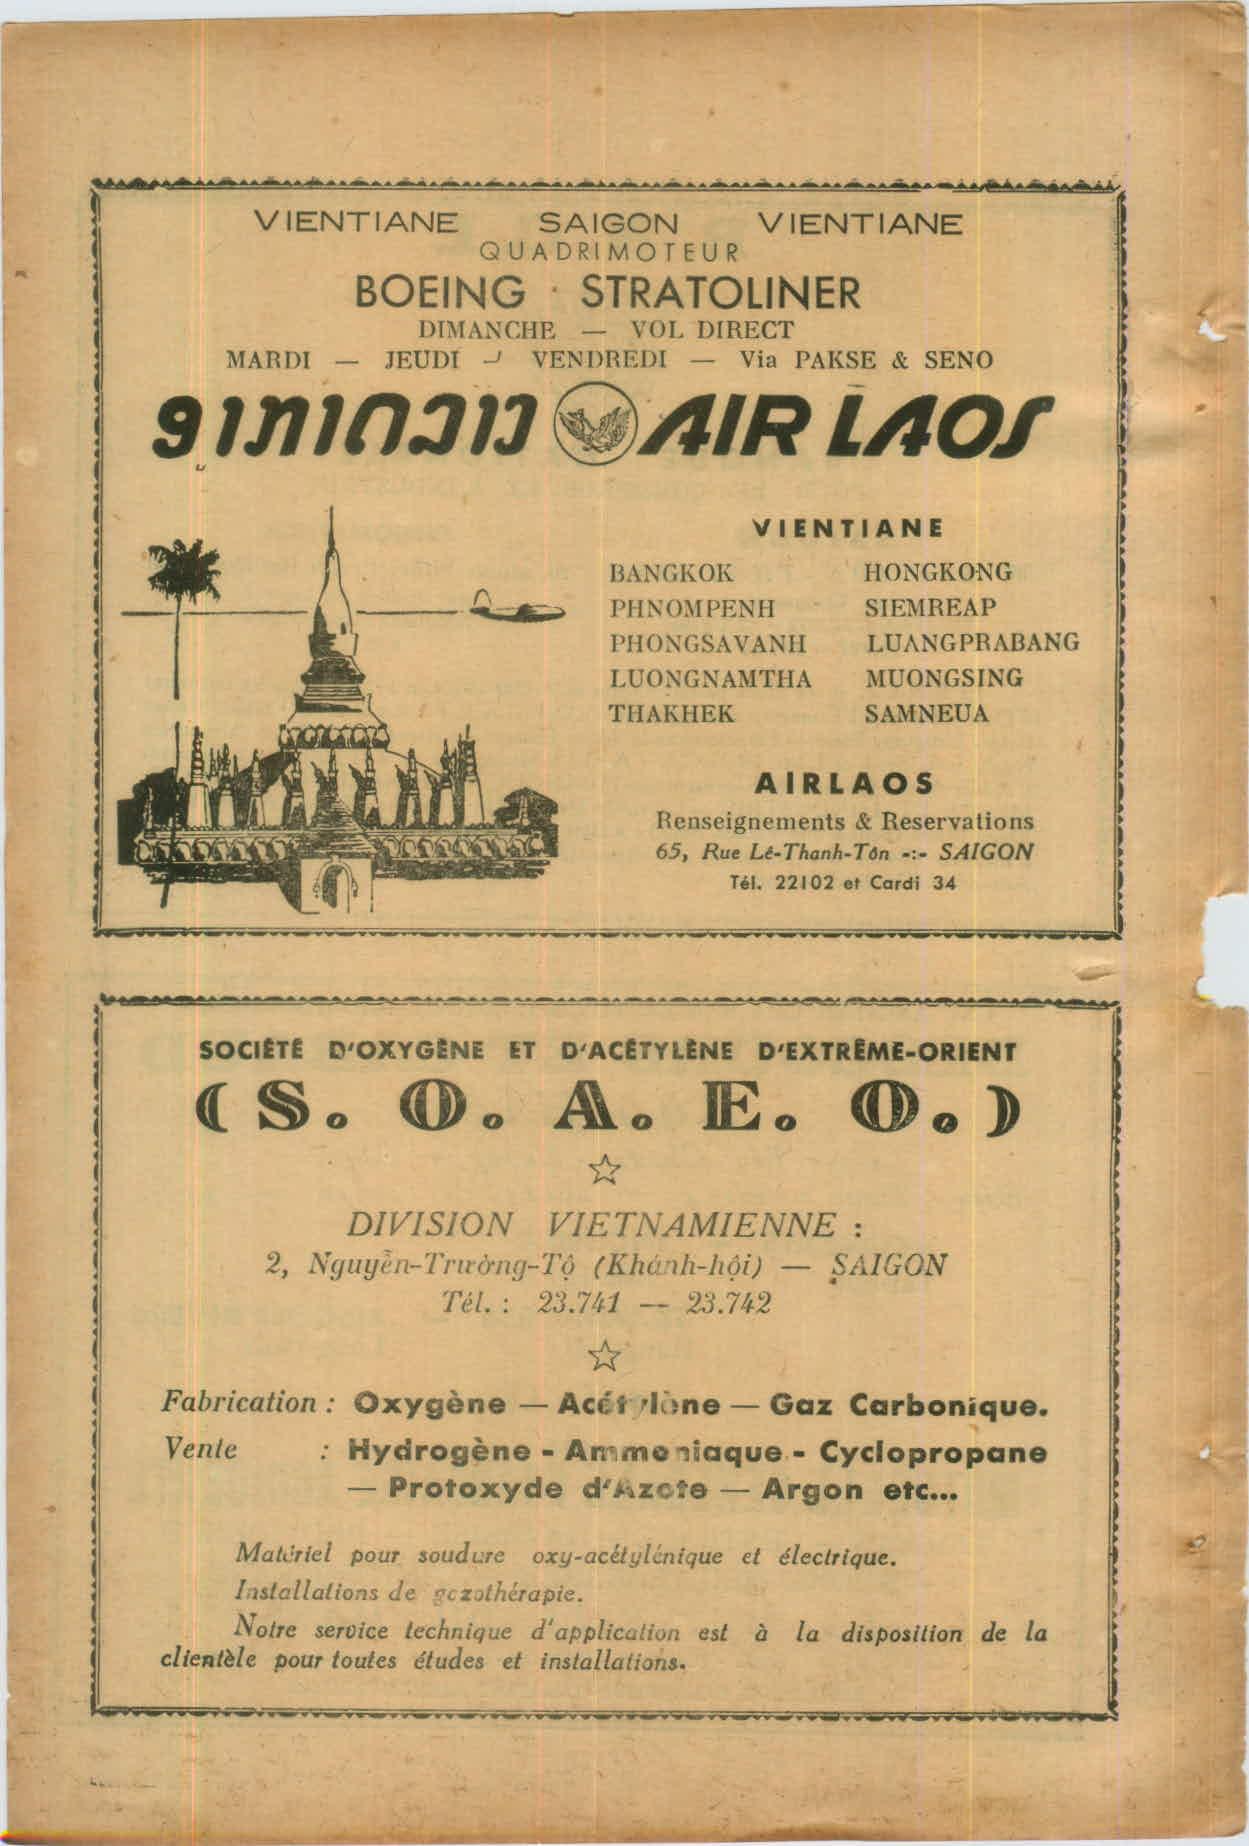 VIENTIANE SAIGON VIENTIANE
QUADRIMOTEUR
BOEING · STRATOLINER
DIMANCHE — VOL DIRECT
MARDI — JEUDI — VENDREDI — Via PAKSE & SENO
AIR LAOS
VIENTIANE
BANGKOK HONGKONG
PHNOMPENH SIEMREAP
PHONGSAVANH LUANGPRABANG
LUONGNAMTHA MUONGSING
THAKHEK SAMNEUA
AIRLAOS
Renseignements & Reservations
65, Rue Lê-Thanh-Tôn -:- SAIGON
Tél. 22102 et Cardi 34
SOCIÉTÉ D'OXYGÈNE ET D'ACÉTYLÈNE D'EXTRÊME-ORIENT
(S. O. A. E. O.)
☆
DIVISION VIETNAMIENNE :
2, Nguyễn-Trường-Tộ (Khánh-hội) — SAIGON
Tél. : 23.741 — 23.742
☆
Fabrication : Oxygène — Acétylène — Gaz Carbonique.
Vente : Hydrogène - Ammoniaque - Cyclopropane
— Protoxyde d'Azote — Argon etc...
Matériel pour soudure oxy-acétylénique et électrique.
Installations de gazothérapie.
Notre service technique d'application est à la disposition de la
clientèle pour toutes études et installations.